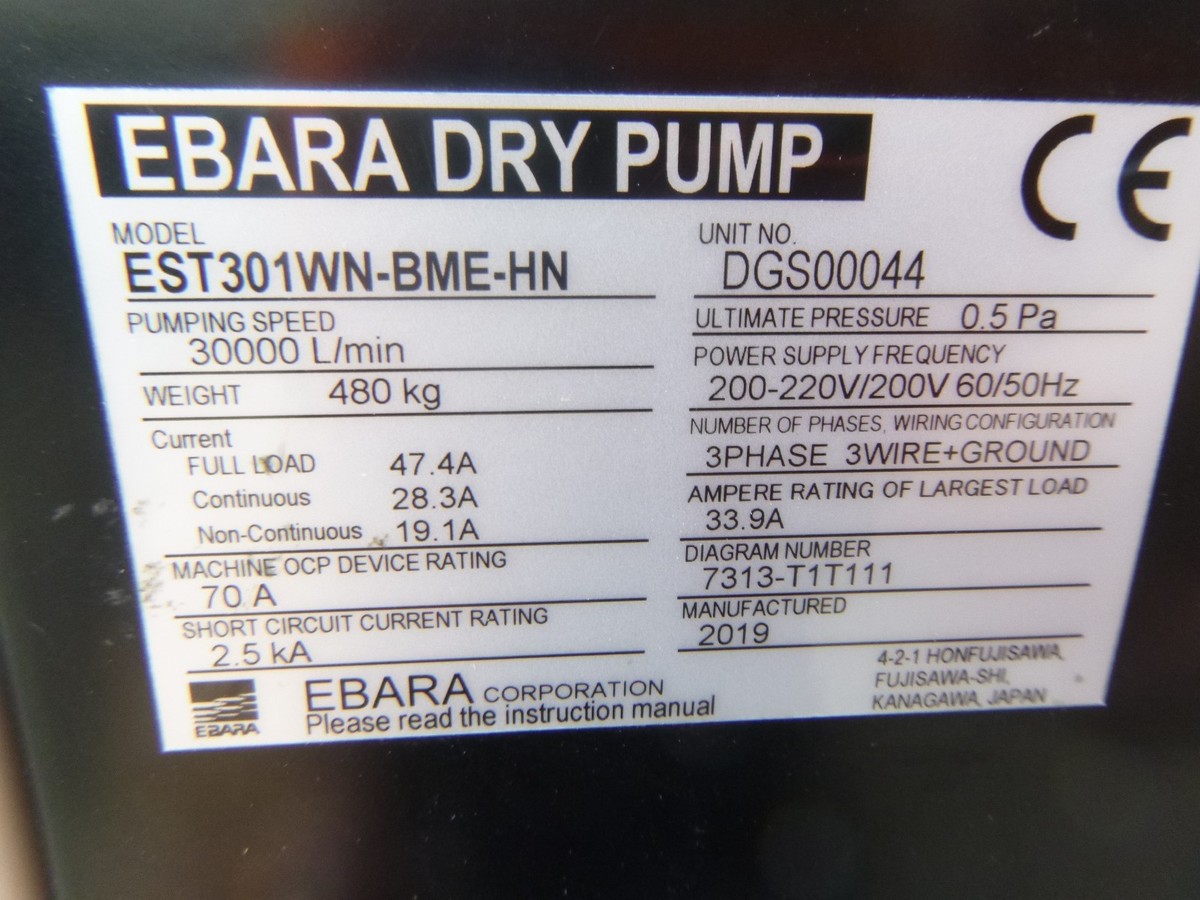 EBARA DRY PUMP
CE
MODEL
EST301WN-BME-HN
PUMPING SPEED
30000 L/min
WEIGHT 480 kg
Current
FULL LOAD 47.4A
Continuous 28.3A
Non-Continuous 19.1A
MACHINE OCP DEVICE RATING
70 A
SHORT CIRCUIT CURRENT RATING
2.5 kA
UNIT NO.
DGS00044
ULTIMATE PRESSURE 0.5 Pa
POWER SUPPLY FREQUENCY
200-220V/200V 60/50Hz
NUMBER OF PHASES, WIRING CONFIGURATION
3PHASE 3WIRE+GROUND
AMPERE RATING OF LARGEST LOAD
33.9A
DIAGRAM NUMBER
7313-T1T111
MANUFACTURED
2019
EBARA
EBARA CORPORATION
Please read the instruction manual
4-2-1 HONFUJISAWA,
FUJISAWA-SHI,
KANAGAWA, JAPAN